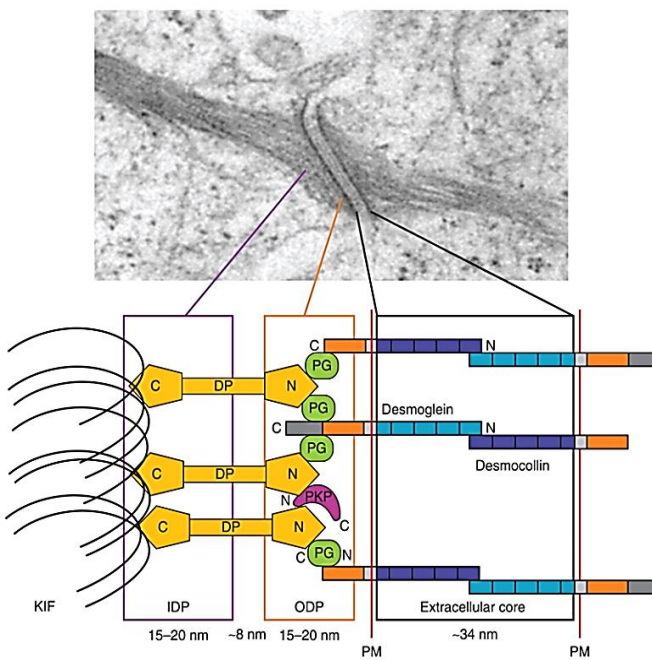 C N
PG
C DP N
PG
Desmoglein
C N
PG
Desmocollin
C DP N
N PKP
C
C DP N
C PG N
KIF IDP ODP Extracellular core
15–20 nm ~8 nm 15–20 nm ~34 nm
PM PM